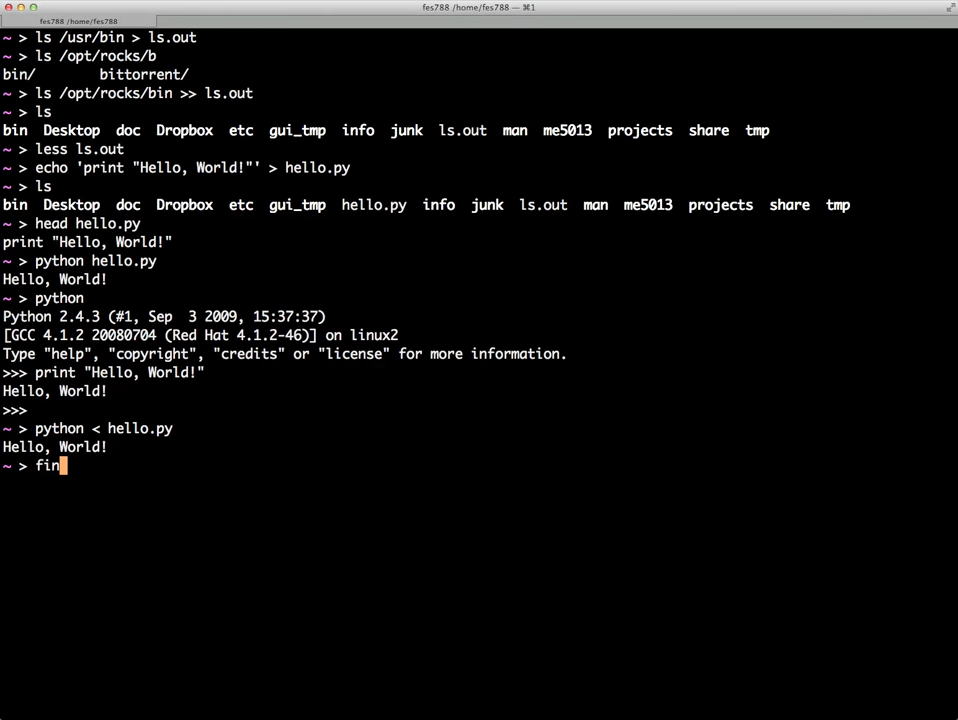 fes788 /home/fes788 — ⌘1
fes788 /home/fes788
~ > ls /usr/bin > ls.out
~ > ls /opt/rocks/b
bin/        bittorrent/
~ > ls /opt/rocks/bin >> ls.out
~ > ls
bin  Desktop  doc  Dropbox  etc  gui_tmp  info  junk  ls.out  man  me5013  projects  share  tmp
~ > less ls.out
~ > echo 'print "Hello, World!"' > hello.py
~ > ls
bin  Desktop  doc  Dropbox  etc  gui_tmp  hello.py  info  junk  ls.out  man  me5013  projects  share  tmp
~ > head hello.py
print "Hello, World!"
~ > python hello.py
Hello, World!
~ > python
Python 2.4.3 (#1, Sep  3 2009, 15:37:37)
[GCC 4.1.2 20080704 (Red Hat 4.1.2-46)] on linux2
Type "help", "copyright", "credits" or "license" for more information.
>>> print "Hello, World!"
Hello, World!
>>>
~ > python < hello.py
Hello, World!
~ > fin